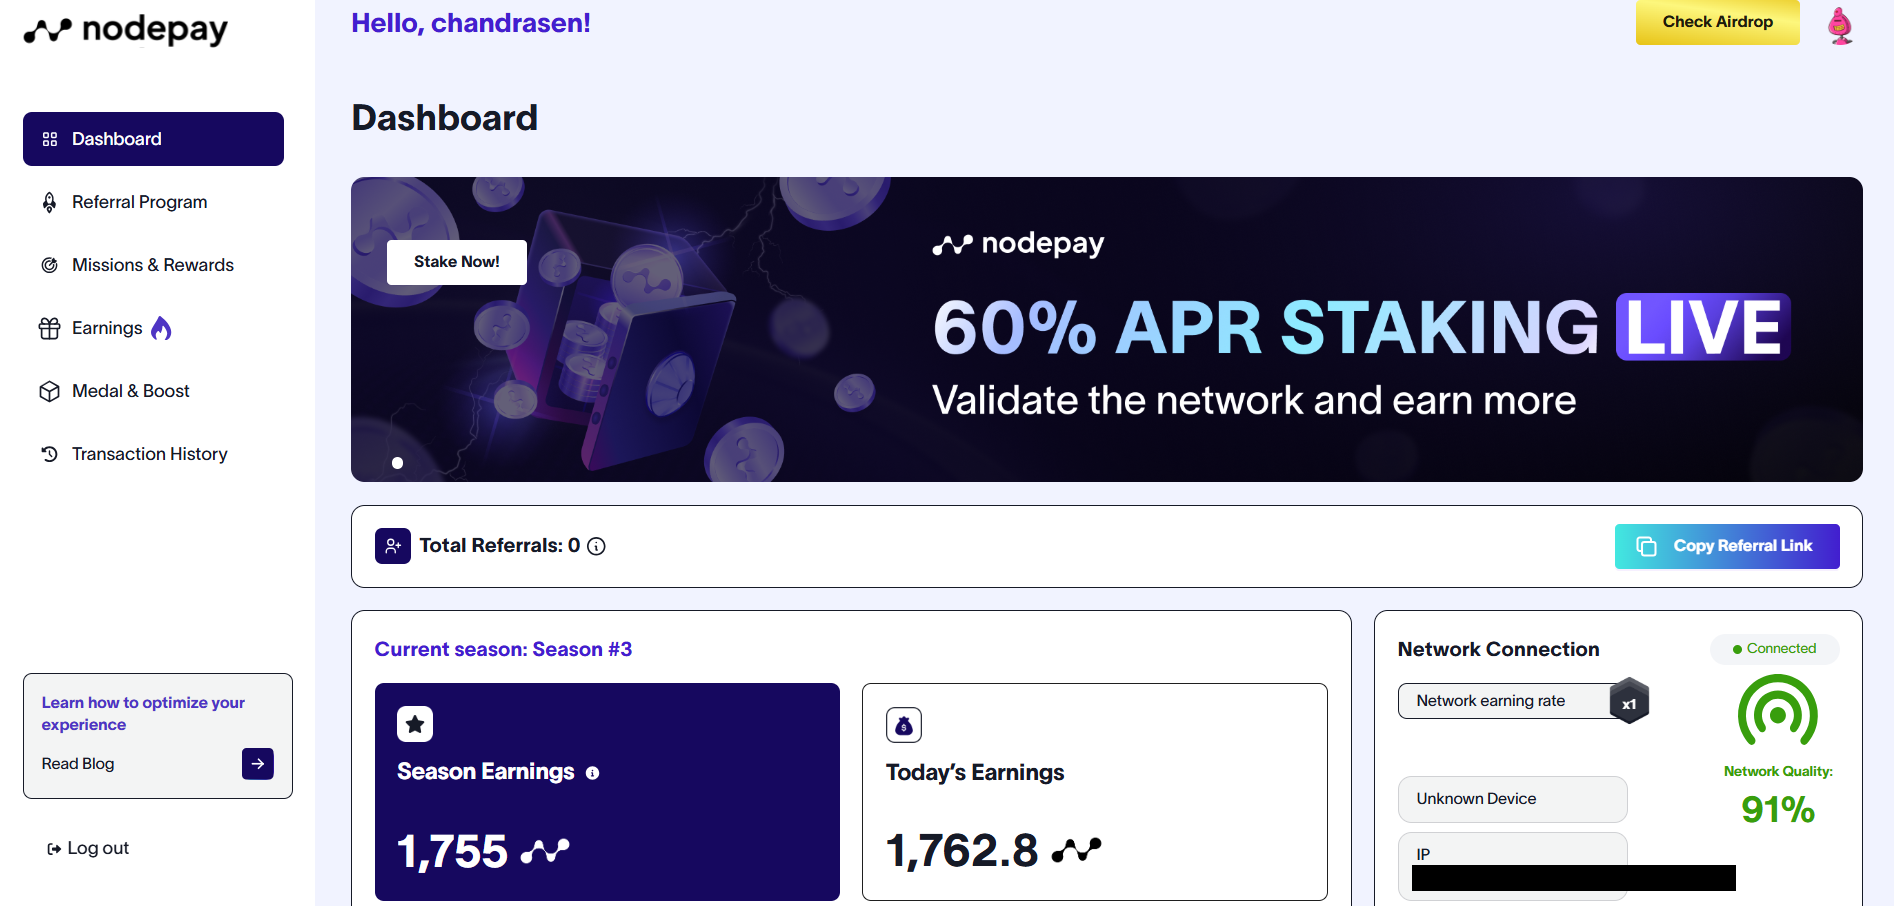 nodepay
Hello, chandrasen!
Check Airdrop
Dashboard
Referral Program
Missions & Rewards
Earnings
Medal & Boost
Transaction History
Learn how to optimize your
experience
Read Blog
Log out
Dashboard
Stake Now!
nodepay
60% APR STAKING LIVE
Validate the network and earn more
Total Referrals: 0
Copy Referral Link
Current season: Season #3
Season Earnings
1,755
Today's Earnings
1,762.8
Network Connection
Connected
Network earning rate
x1
Network Quality:
91%
Unknown Device
IP